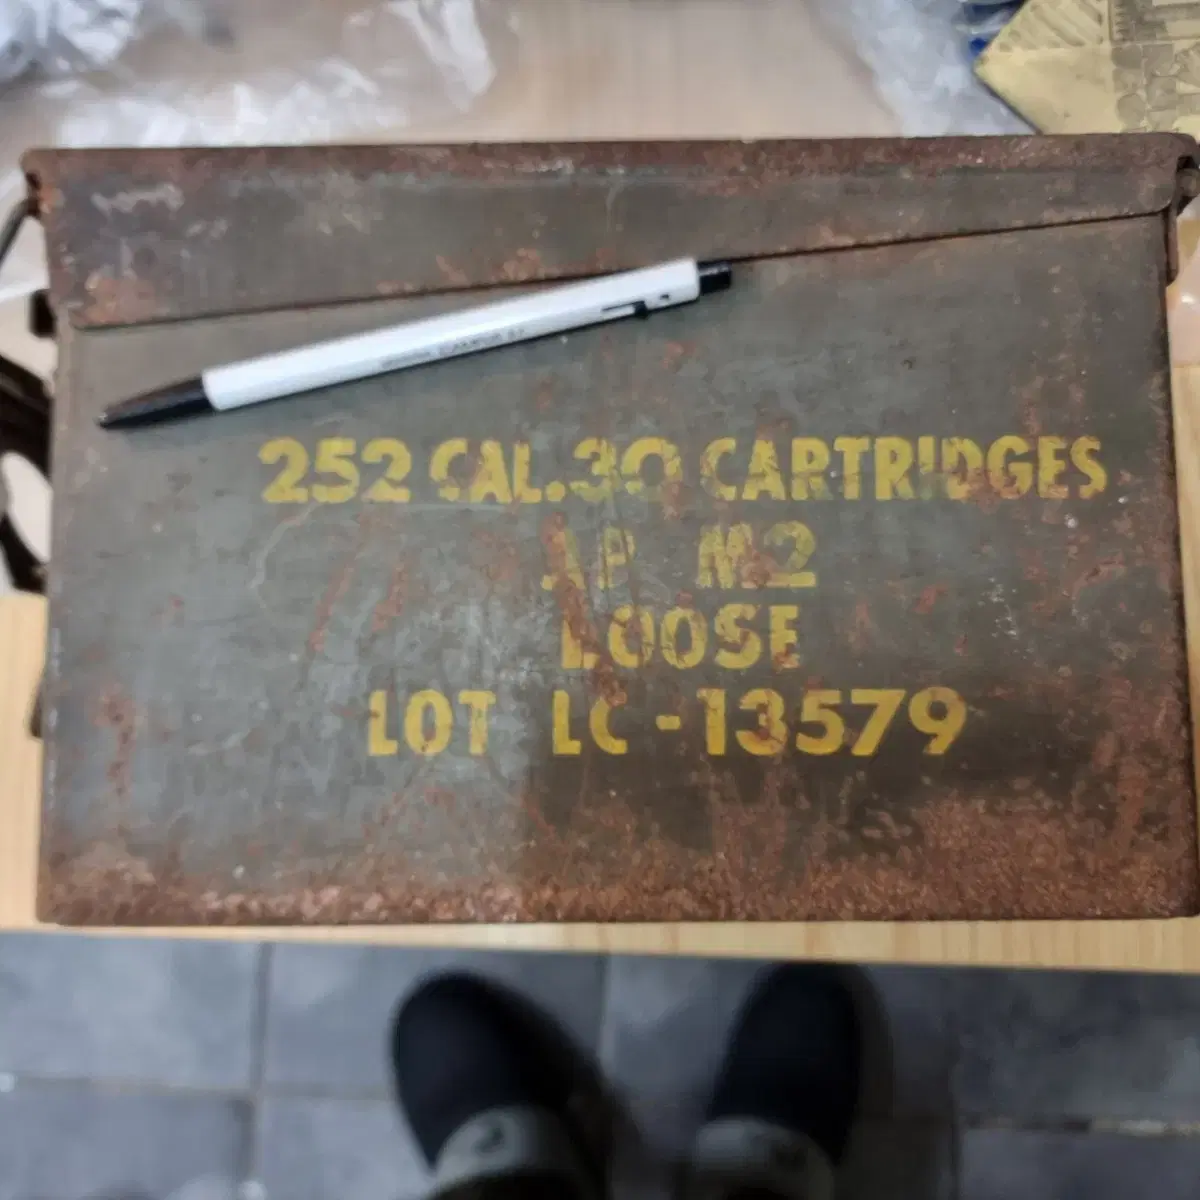 252 CAL.30 CARTRIDGES
AP M2
LOOSE
LOT LC-13579